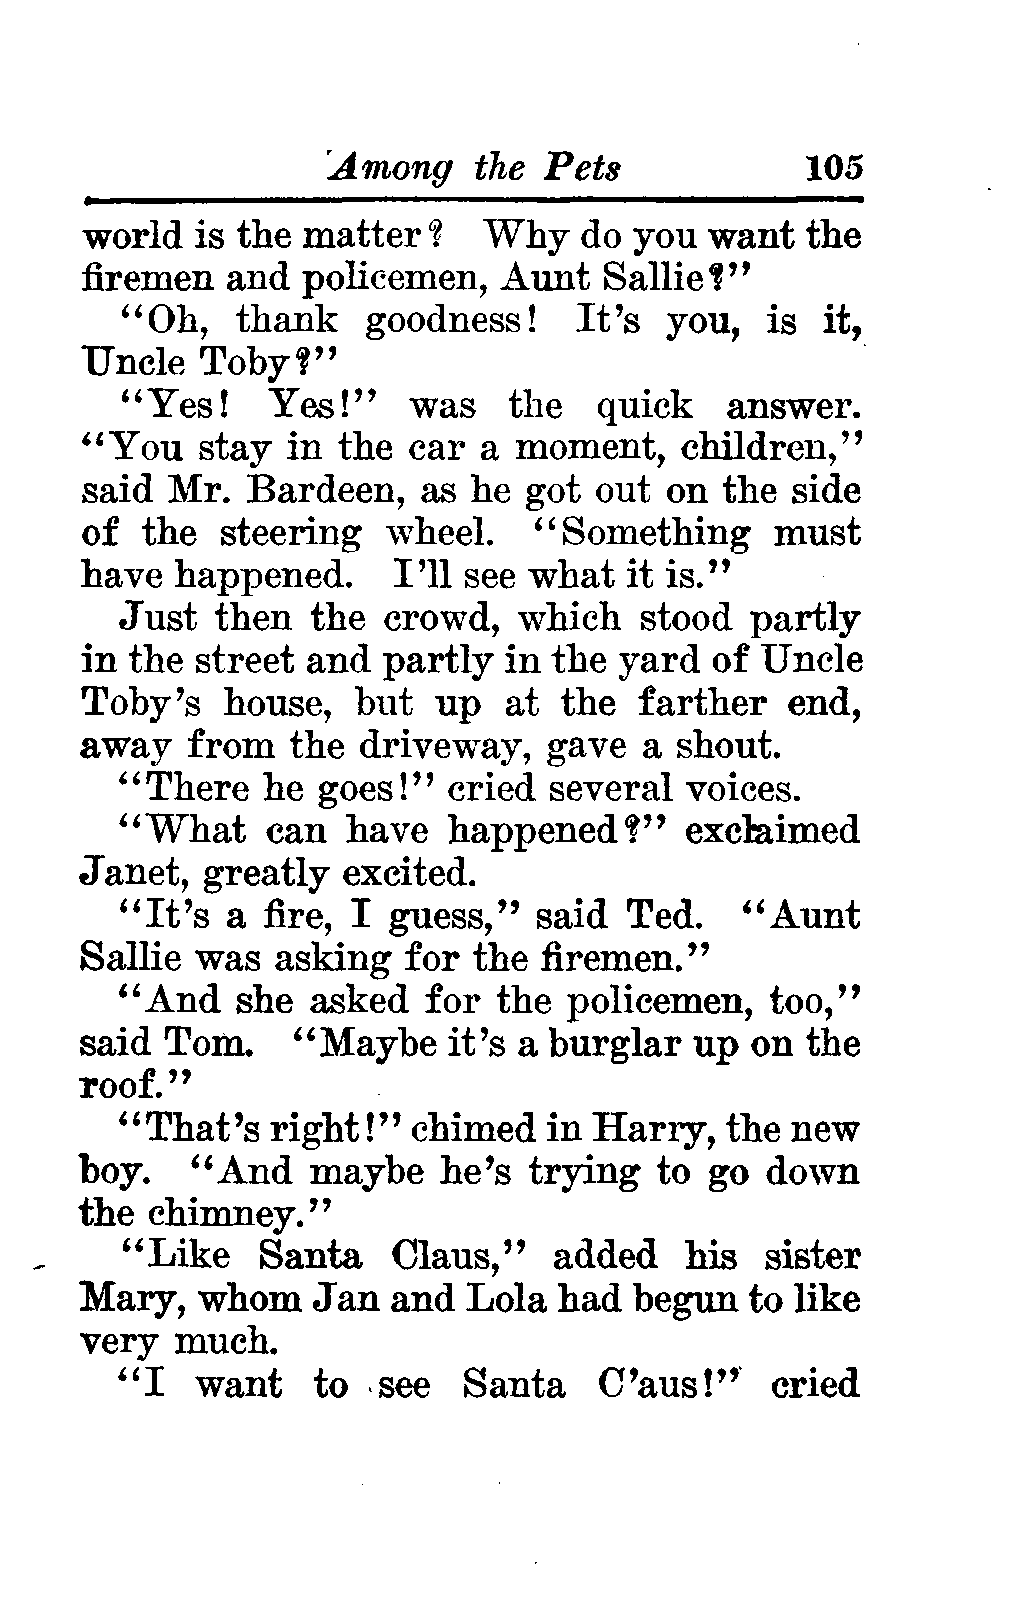 Among the Pets 105
world is the matter? Why do you want the
firemen and policemen, Aunt Sallie?"
"Oh, thank goodness! It's you, is it,
Uncle Toby?"
"Yes! Yes!" was the quick answer.
"You stay in the car a moment, children,"
said Mr. Bardeen, as he got out on the side
of the steering wheel. "Something must
have happened. I'll see what it is."
Just then the crowd, which stood partly
in the street and partly in the yard of Uncle
Toby's house, but up at the farther end,
away from the driveway, gave a shout.
"There he goes!" cried several voices.
"What can have happened?" exclaimed
Janet, greatly excited.
"It's a fire, I guess," said Ted. "Aunt
Sallie was asking for the firemen."
"And she asked for the policemen, too,"
said Tom. "Maybe it's a burglar up on the
roof."
"That's right!" chimed in Harry, the new
boy. "And maybe he's trying to go down
the chimney."
"Like Santa Claus," added his sister
Mary, whom Jan and Lola had begun to like
very much.
"I want to see Santa C'aus!" cried